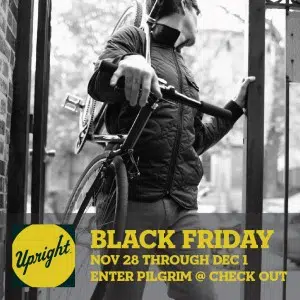 Upright
BLACK FRIDAY
NOV 28 THROUGH DEC 1
ENTER PILGRIM @ CHECK OUT